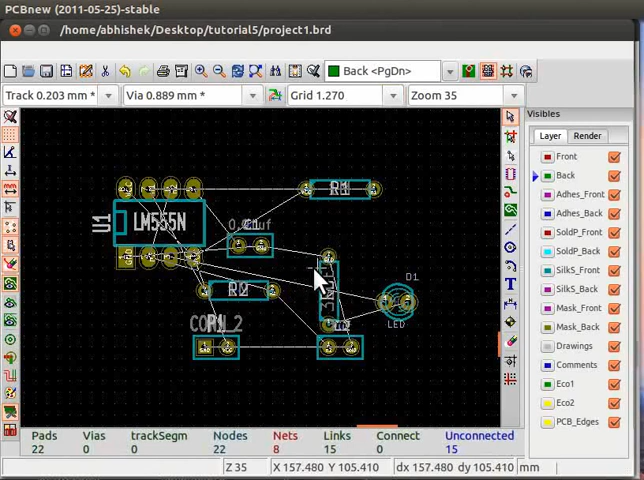 PCBnew (2011-05-25)-stable
/home/abhishek/Desktop/tutorial5/project1.brd
Back <PgDn>
Track 0.203 mm*
Via 0.889 mm*
Grid 1.270
Zoom 35
Visibles
Layer
Render
Front
Back
Adhes_Front
Adhes_Back
SoldP_Front
SoldP_Back
SilkS_Front
SilkS_Back
Mask_Front
Mask_Back
Drawings
Comments
Eco1
Eco2
PCB_Edges
U1
LM555N
D1
LED
Pads
22
Vias
0
trackSegm
0
Nodes
22
Nets
8
Links
15
Connect
0
Unconnected
15
Z 35
X 157.480 Y 105.410
dx 157.480 dy 105.410
mm